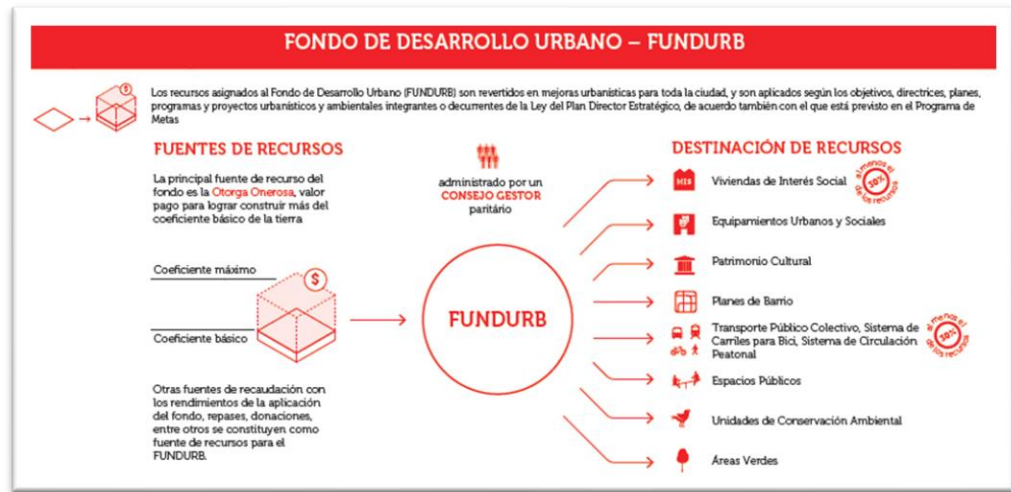 FONDO DE DESARROLLO URBANO – FUNDURB
$
Los recursos asignados al Fondo de Desarrollo Urbano (FUNDURB) son revertidos en mejoras urbanísticas para toda la ciudad, y son aplicados según los objetivos, directrices, planes,
programas y proyectos urbanísticos y ambientales integrantes o decurrentes de la Ley del Plan Director Estratégico, de acuerdo también con el que está previsto en el Programa de
Metas
FUENTES DE RECURSOS
La principal fuente de recurso del
fondo es la Otorga Onerosa, valor
pago para lograr construir más del
coeficiente básico de la tierra
Coeficiente máximo
$
Coeficiente básico
Otras fuentes de recaudación con
los rendimientos de la aplicación
del fondo, repases, donaciones,
entre otros se constituyen como
fuente de recursos para el
FUNDURB.
administrado por un
CONSEJO GESTOR
paritário
FUNDURB
DESTINACIÓN DE RECURSOS
HIS
Viviendas de Interés Social
al menos el
30%
de los recursos
Equipamientos Urbanos y Sociales
Patrimonio Cultural
Planes de Barrio
Transporte Público Colectivo, Sistema de
Carriles para Bici, Sistema de Circulación
Peatonal
al menos el
30%
de los recursos
Espacios Públicos
Unidades de Conservación Ambiental
Áreas Verdes